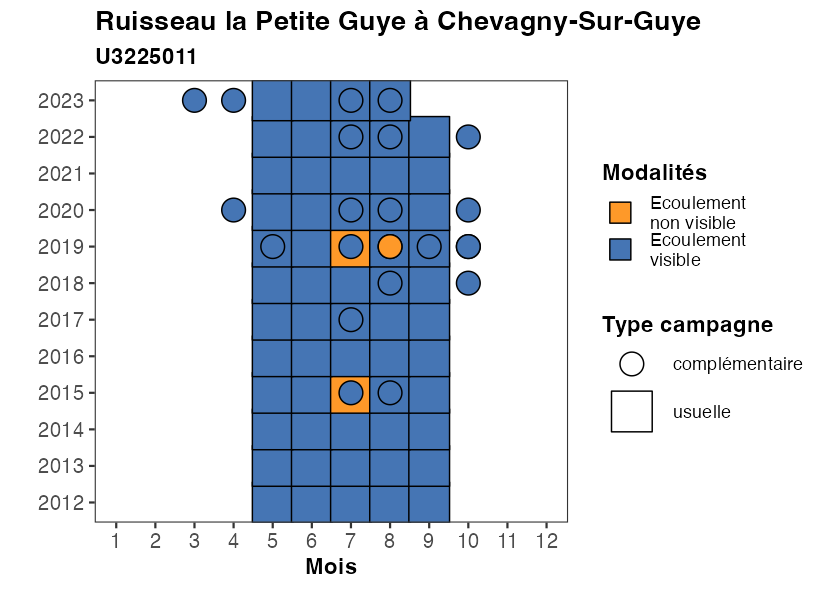 Ruisseau la Petite Guye à Chevagny-Sur-Guye
U3225011
2023
2022
2021
2020
2019
2018
2017
2016
2015
2014
2013
2012
1 2 3 4 5 6 7 8 9 10 11 12
Mois
Modalités
Ecoulement
non visible
Ecoulement
visible
Type campagne
complémentaire
usuelle